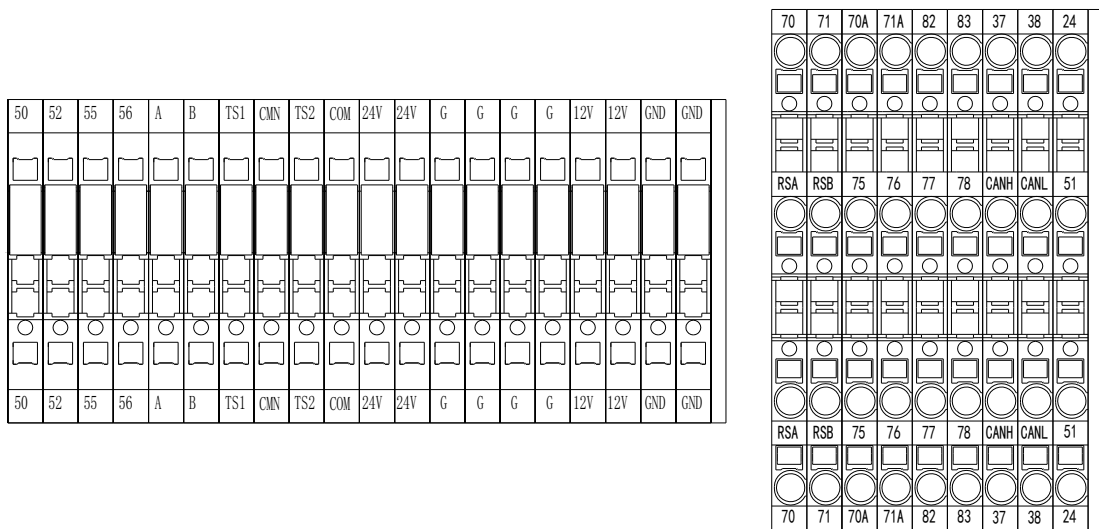 50 52 55 56 A B TS1 CMN TS2 COM 24V 24V G G G G 12V 12V GND GND
50 52 55 56 A B TS1 CMN TS2 COM 24V 24V G G G G 12V 12V GND GND
70 71 70A 71A 82 83 37 38 24
RSA RSB 75 76 77 78 CANH CANL 51
RSA RSB 75 76 77 78 CANH CANL 51
70 71 70A 71A 82 83 37 38 24